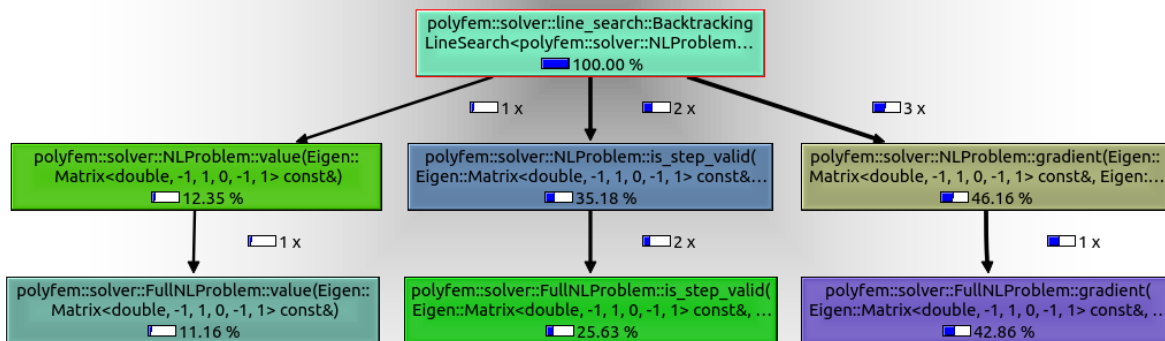 polyfem::solver::line_search::Backtracking
LineSearch<polyfem::solver::NLProblem...
100.00 %
1 x
2 x
3 x
polyfem::solver::NLProblem::value(Eigen::
Matrix<double, -1, 1, 0, -1, 1> const&)
12.35 %
polyfem::solver::NLProblem::is_step_valid(
Eigen::Matrix<double, -1, 1, 0, -1, 1> const&...
35.18 %
polyfem::solver::NLProblem::gradient(Eigen::
Matrix<double, -1, 1, 0, -1, 1> const&, Eigen:...
46.16 %
1 x
2 x
1 x
polyfem::solver::FullNLProblem::value(Eigen::
Matrix<double, -1, 1, 0, -1, 1> const&)
11.16 %
polyfem::solver::FullNLProblem::is_step_valid(
Eigen::Matrix<double, -1, 1, 0, -1, 1> const&, ...
25.63 %
polyfem::solver::FullNLProblem::gradient(
Eigen::Matrix<double, -1, 1, 0, -1, 1> const&, ...
42.86 %